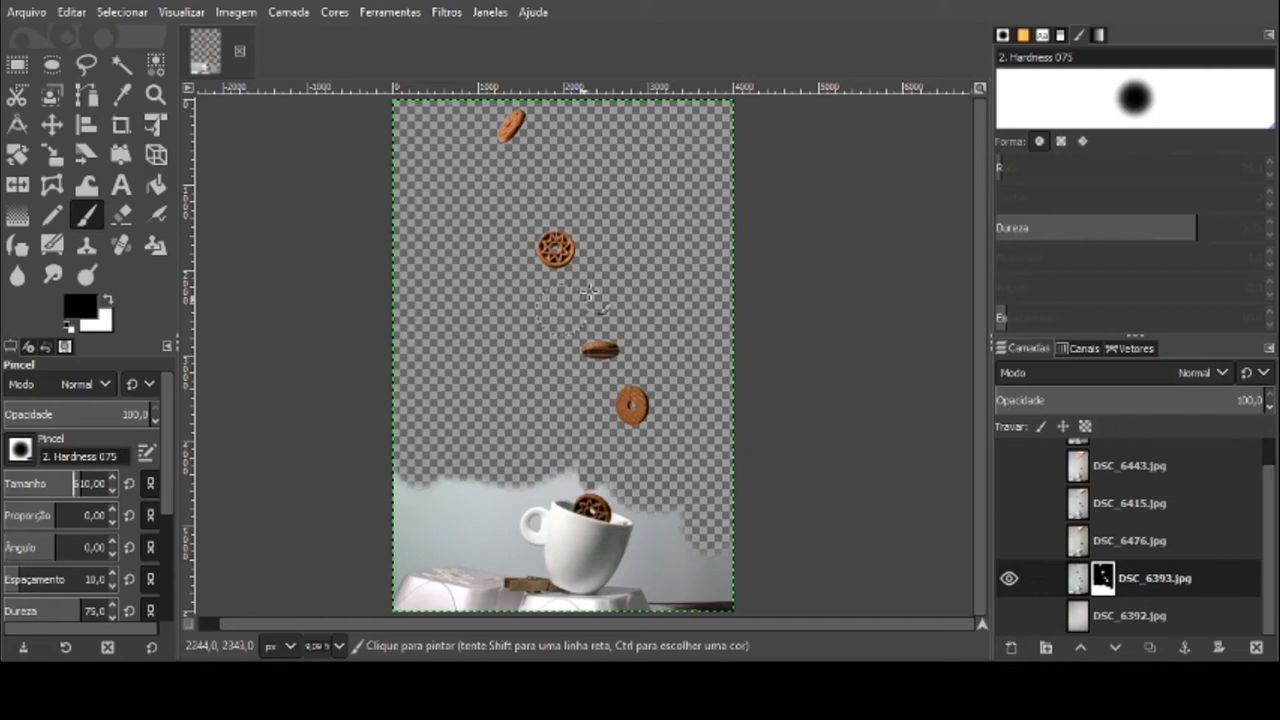 Arquivo Editar Selecionar Visualizar Imagem Camada Cores Ferramentas Filtros Janelas Ajuda
2. Hardness 075
Forma:
Dureza
Camadas Canais Vetores
Modo Normal
Opacidade 100,0
Travar:
DSC_6443.jpg
DSC_6415.jpg
DSC_6476.jpg
DSC_6393.jpg
DSC_6392.jpg
Pincel
Modo Normal
Opacidade 100,0
Pincel
2. Hardness 075
Tamanho 510,00
Proporção 0,00
Ângulo 0,00
Espaçamento 10,0
Dureza 75,0
2244,0, 2343,0 px 9,09 % Clique para pintar (tente Shift para uma linha reta, Ctrl para escolher uma cor)